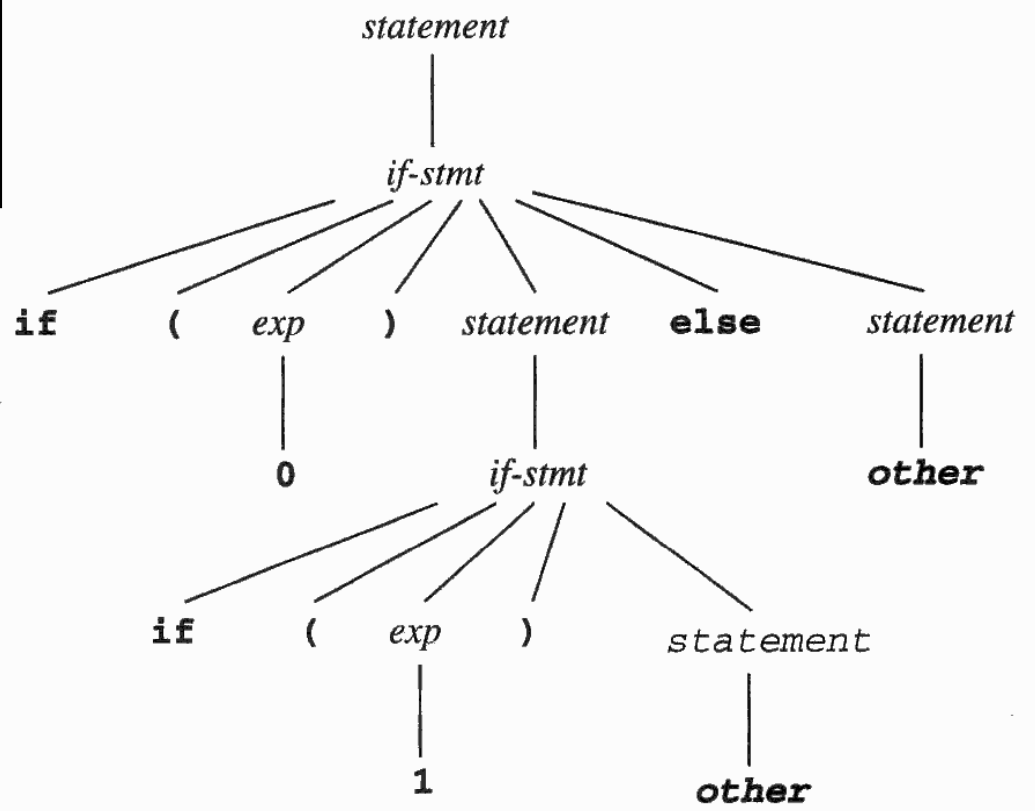 statement
if-stmt
if ( exp ) statement else statement
0 if-stmt other
if ( exp ) statement
1 other